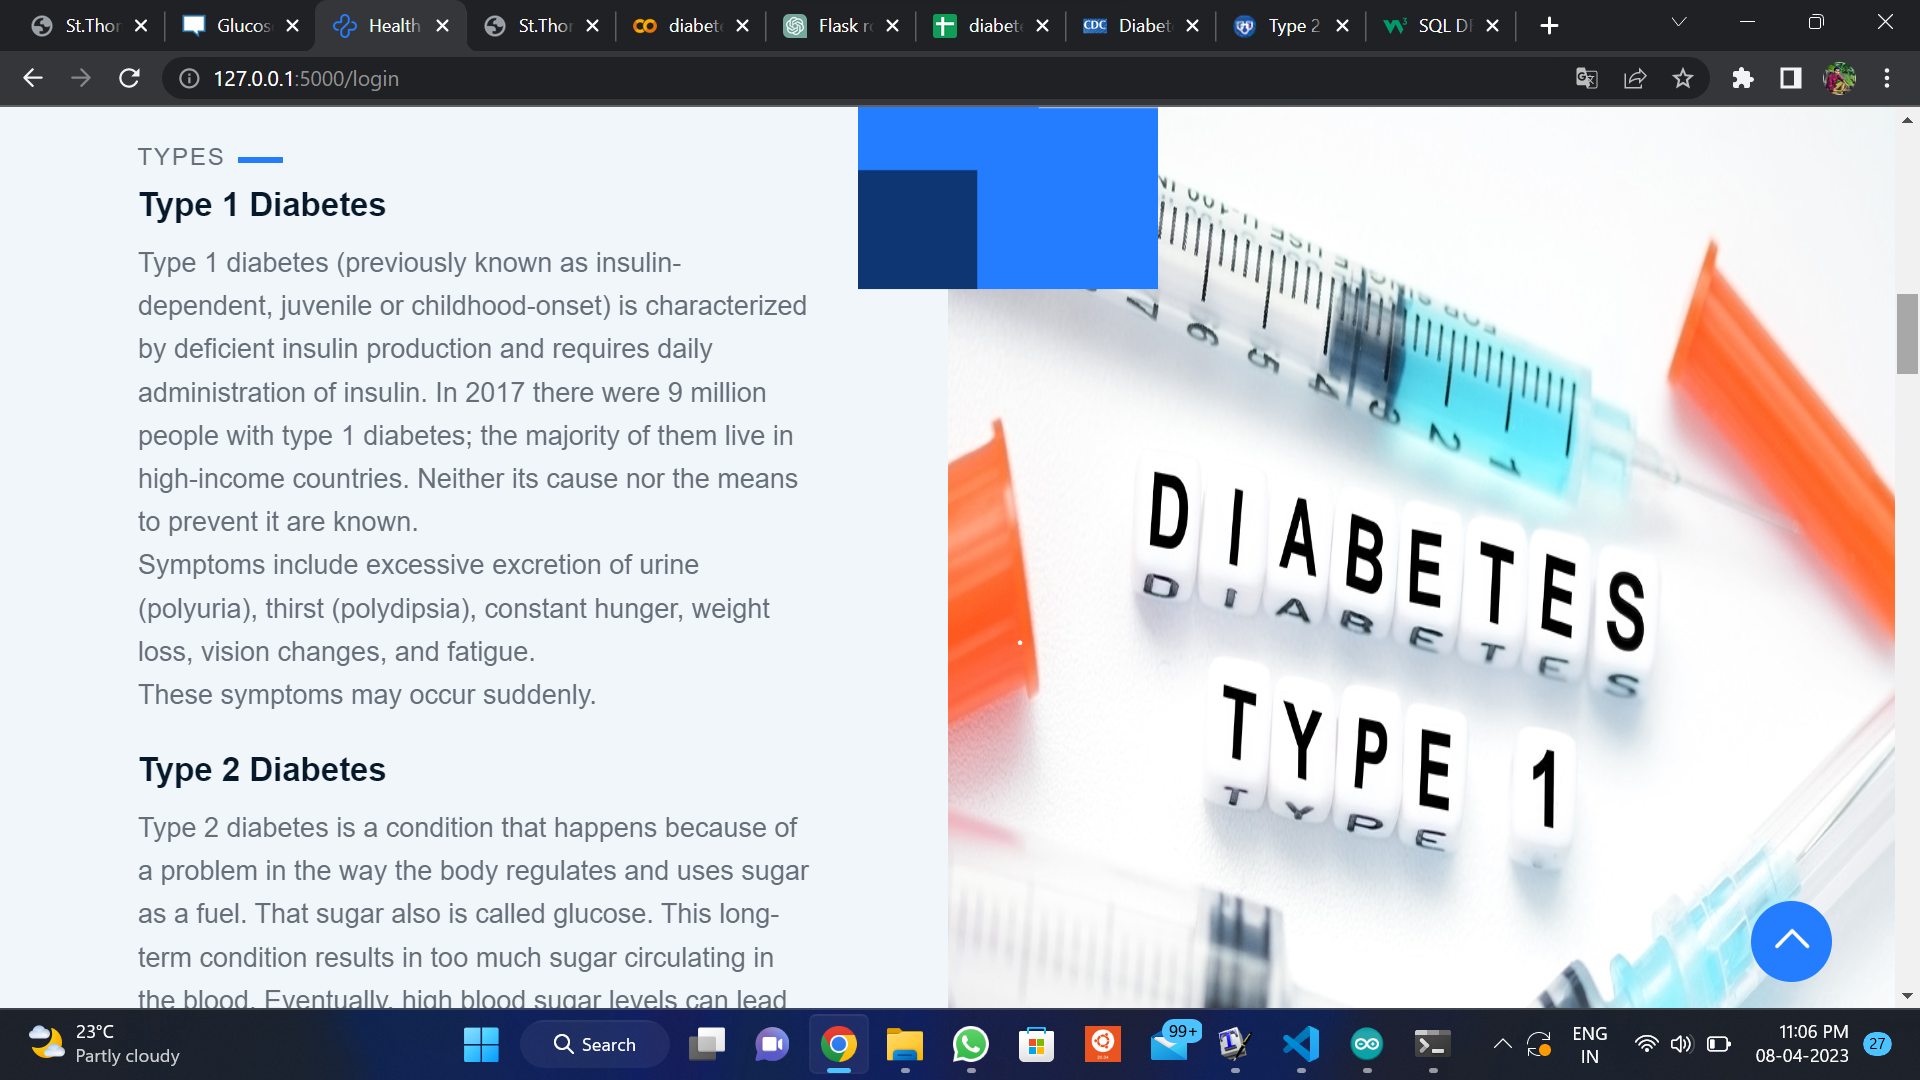 St.Thor
Glucos
Health
St.Thor
diabet
Flask r
diabet
CDC
Diabet
Type 2
SQL D
127.0.0.1:5000/login
TYPES
Type 1 Diabetes
Type 1 diabetes (previously known as insulin-
dependent, juvenile or childhood-onset) is characterized
by deficient insulin production and requires daily
administration of insulin. In 2017 there were 9 million
people with type 1 diabetes; the majority of them live in
high-income countries. Neither its cause nor the means
to prevent it are known.
Symptoms include excessive excretion of urine
(polyuria), thirst (polydipsia), constant hunger, weight
loss, vision changes, and fatigue.
These symptoms may occur suddenly.
Type 2 Diabetes
Type 2 diabetes is a condition that happens because of
a problem in the way the body regulates and uses sugar
as a fuel. That sugar also is called glucose. This long-
term condition results in too much sugar circulating in
the blood. Eventually, high blood sugar levels can lead
7 6 5 4 3 2 1
DIABETES
DIABETES
TYPE 1
TYPE
23°C
Partly cloudy
Search
99+
ENG
IN
11:06 PM
08-04-2023
27